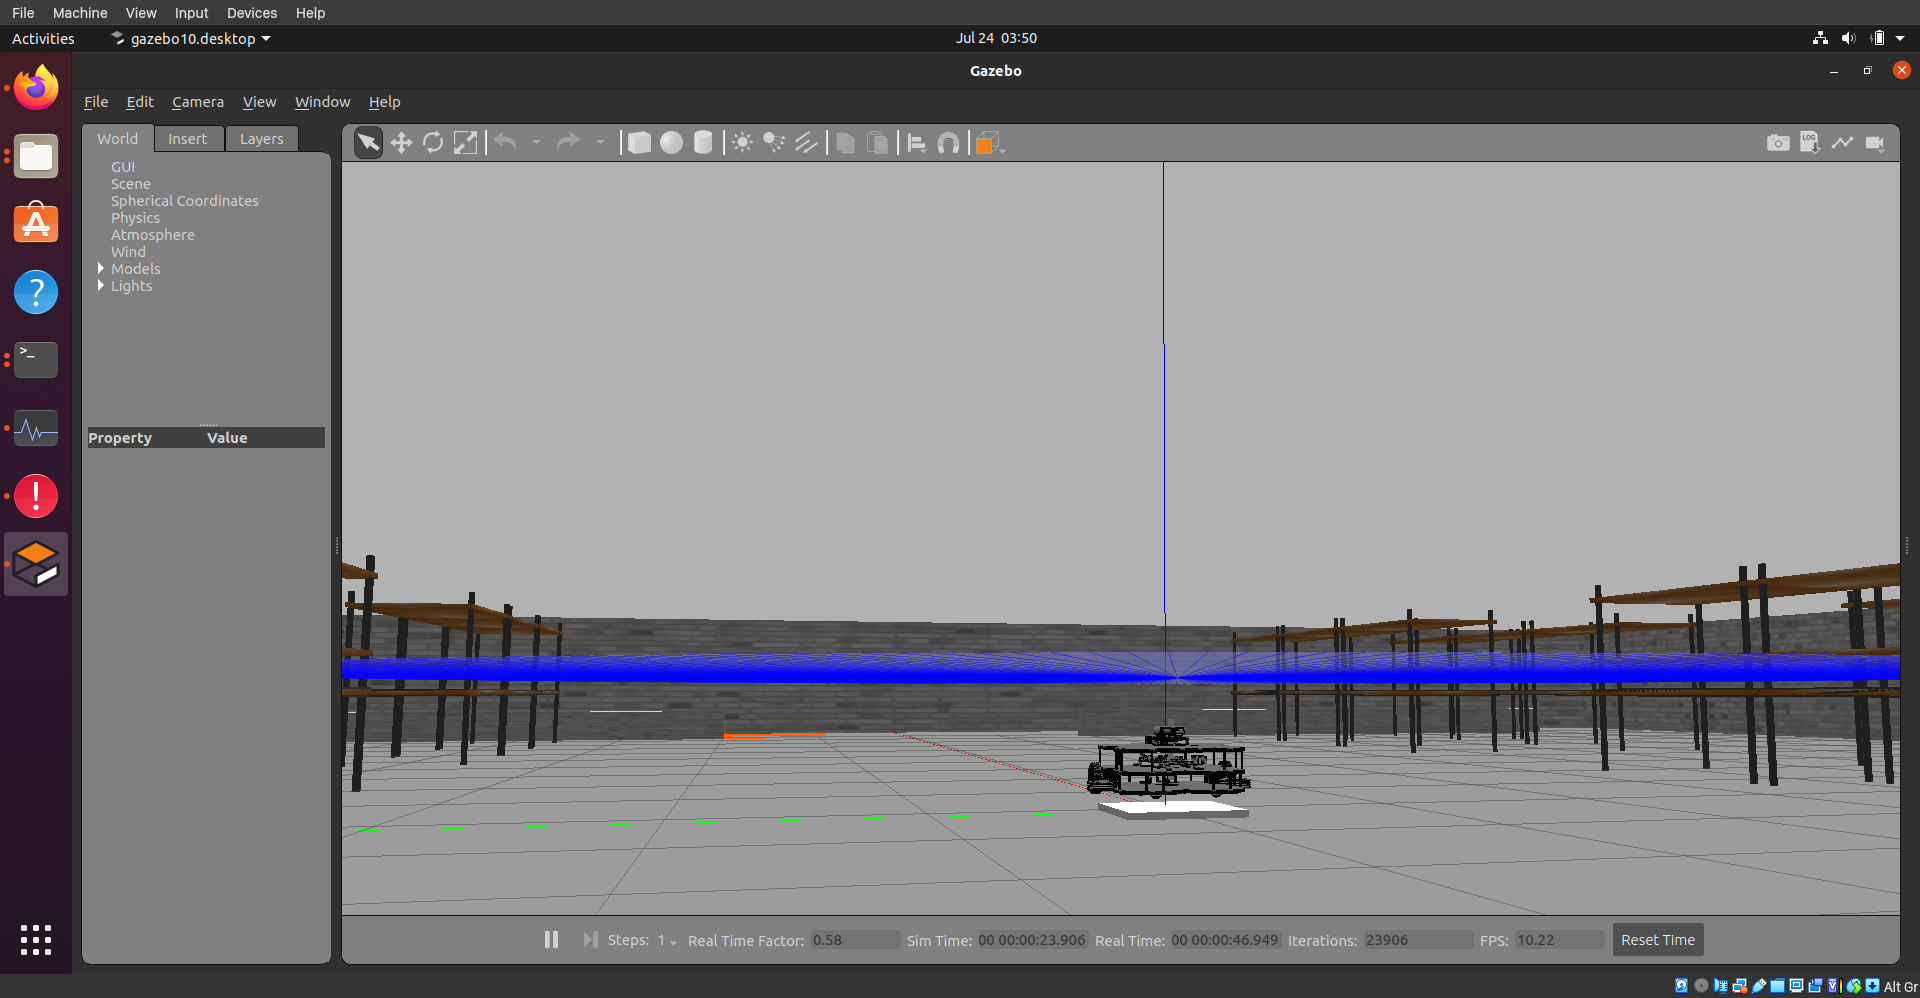 File Machine View Input Devices Help
Activities gazebo10.desktop Jul 24 03:50
Gazebo
File Edit Camera View Window Help
World Insert Layers
LOG
GUI
Scene
Spherical Coordinates
Physics
Atmosphere
Wind
Models
Lights
Property Value
Steps: 1 Real Time Factor: 0.58 Sim Time: 00 00:00:23.906 Real Time: 00 00:00:46.949 Iterations: 23906 FPS: 10.22 Reset Time
Alt Gr